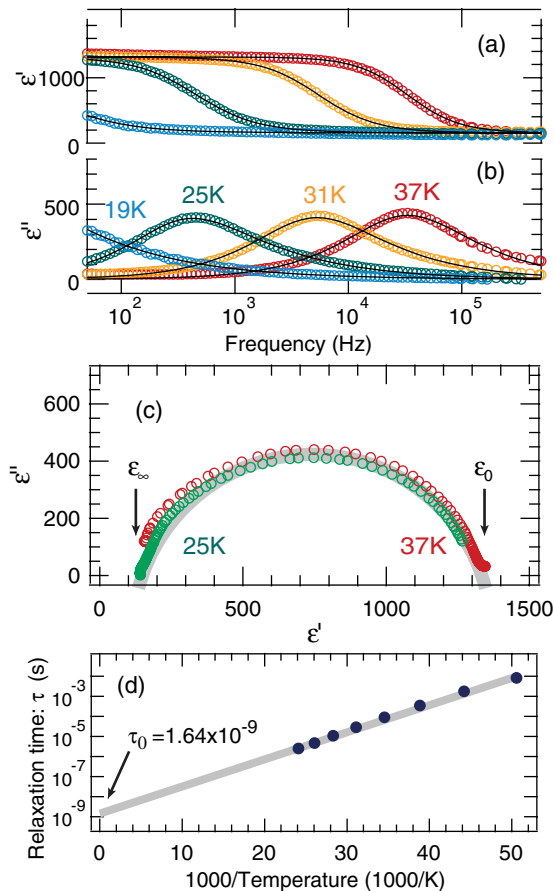 (a)
ε'
1000
0
(b)
19K 25K 31K 37K
ε''
500
0
10² 10³ 10⁴ 10⁵
Frequency (Hz)
(c)
ε''
600
400
200
0
ε∞
ε₀
25K 37K
0 500 1000 1500
ε'
(d)
Relaxation time: τ (s)
10⁻³
10⁻⁵
10⁻⁷
10⁻⁹
τ₀ =1.64x10⁻⁹
0 10 20 30 40 50
1000/Temperature (1000/K)